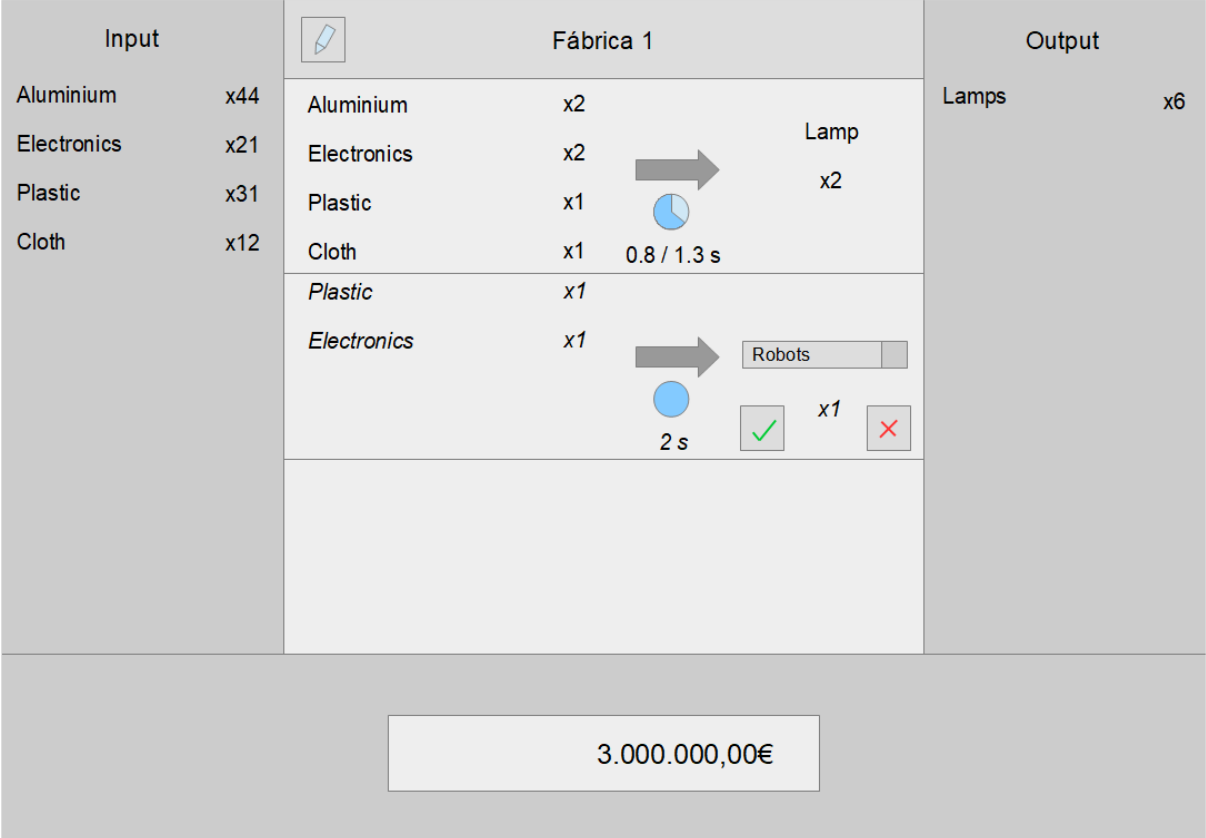 Input
Aluminium x44
Electronics x21
Plastic x31
Cloth x12
Fábrica 1
Aluminium x2
Electronics x2
Plastic x1
Cloth x1
0.8 / 1.3 s
Lamp
x2
Plastic x1
Electronics x1
2 s
Robots
x1
Output
Lamps x6
3.000.000,00€